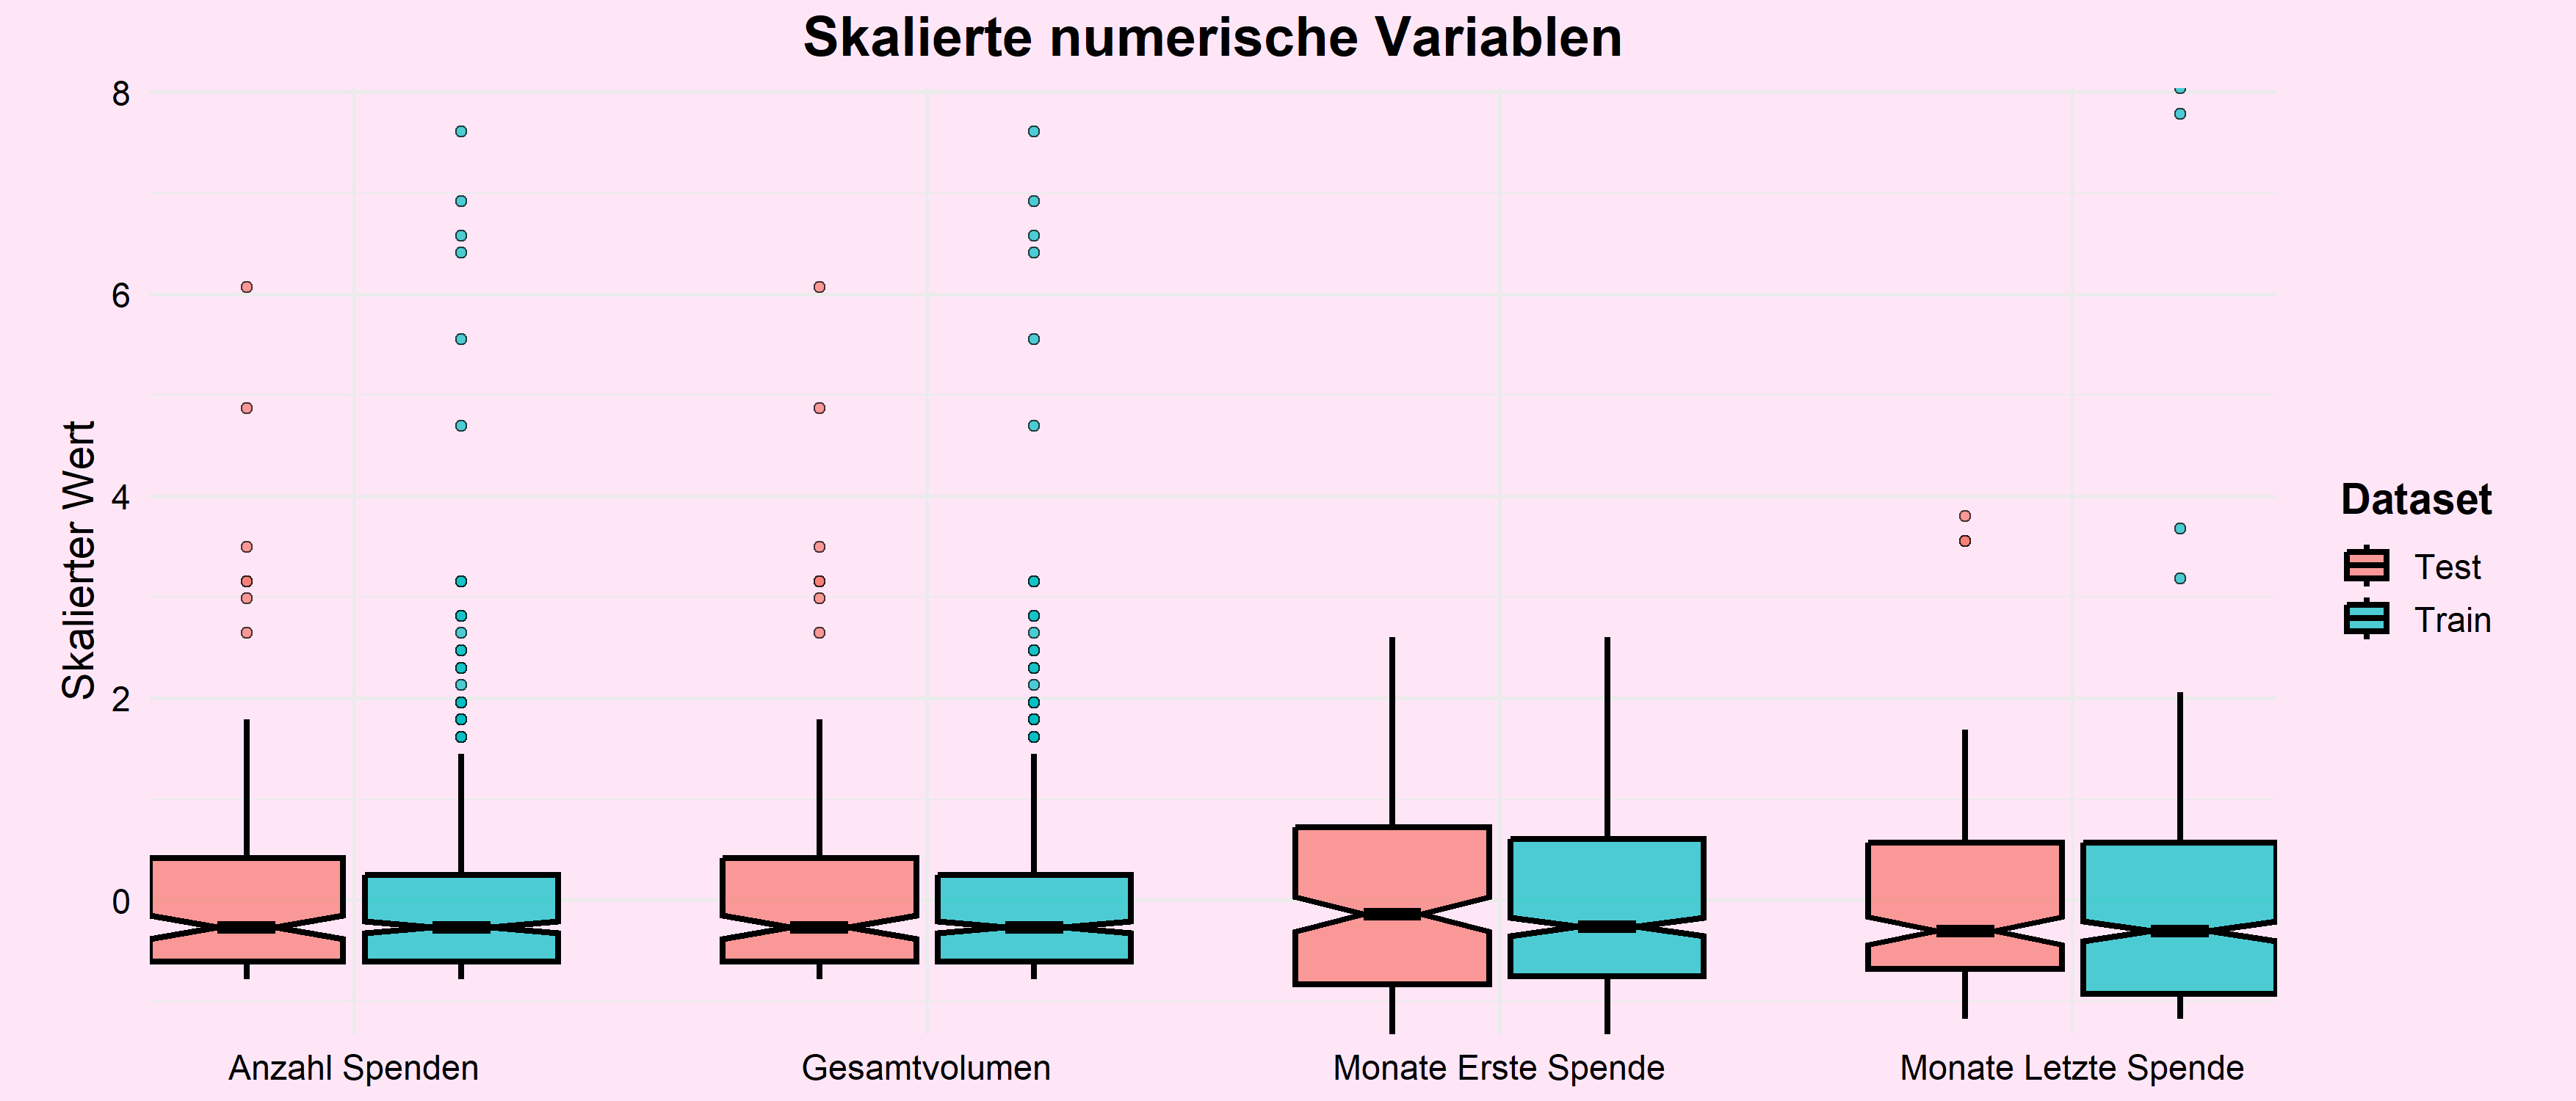 Skalierte numerische Variablen
8
6
4
2
0
Skalierter Wert
Anzahl Spenden
Gesamtvolumen
Monate Erste Spende
Monate Letzte Spende
Dataset
Test
Train